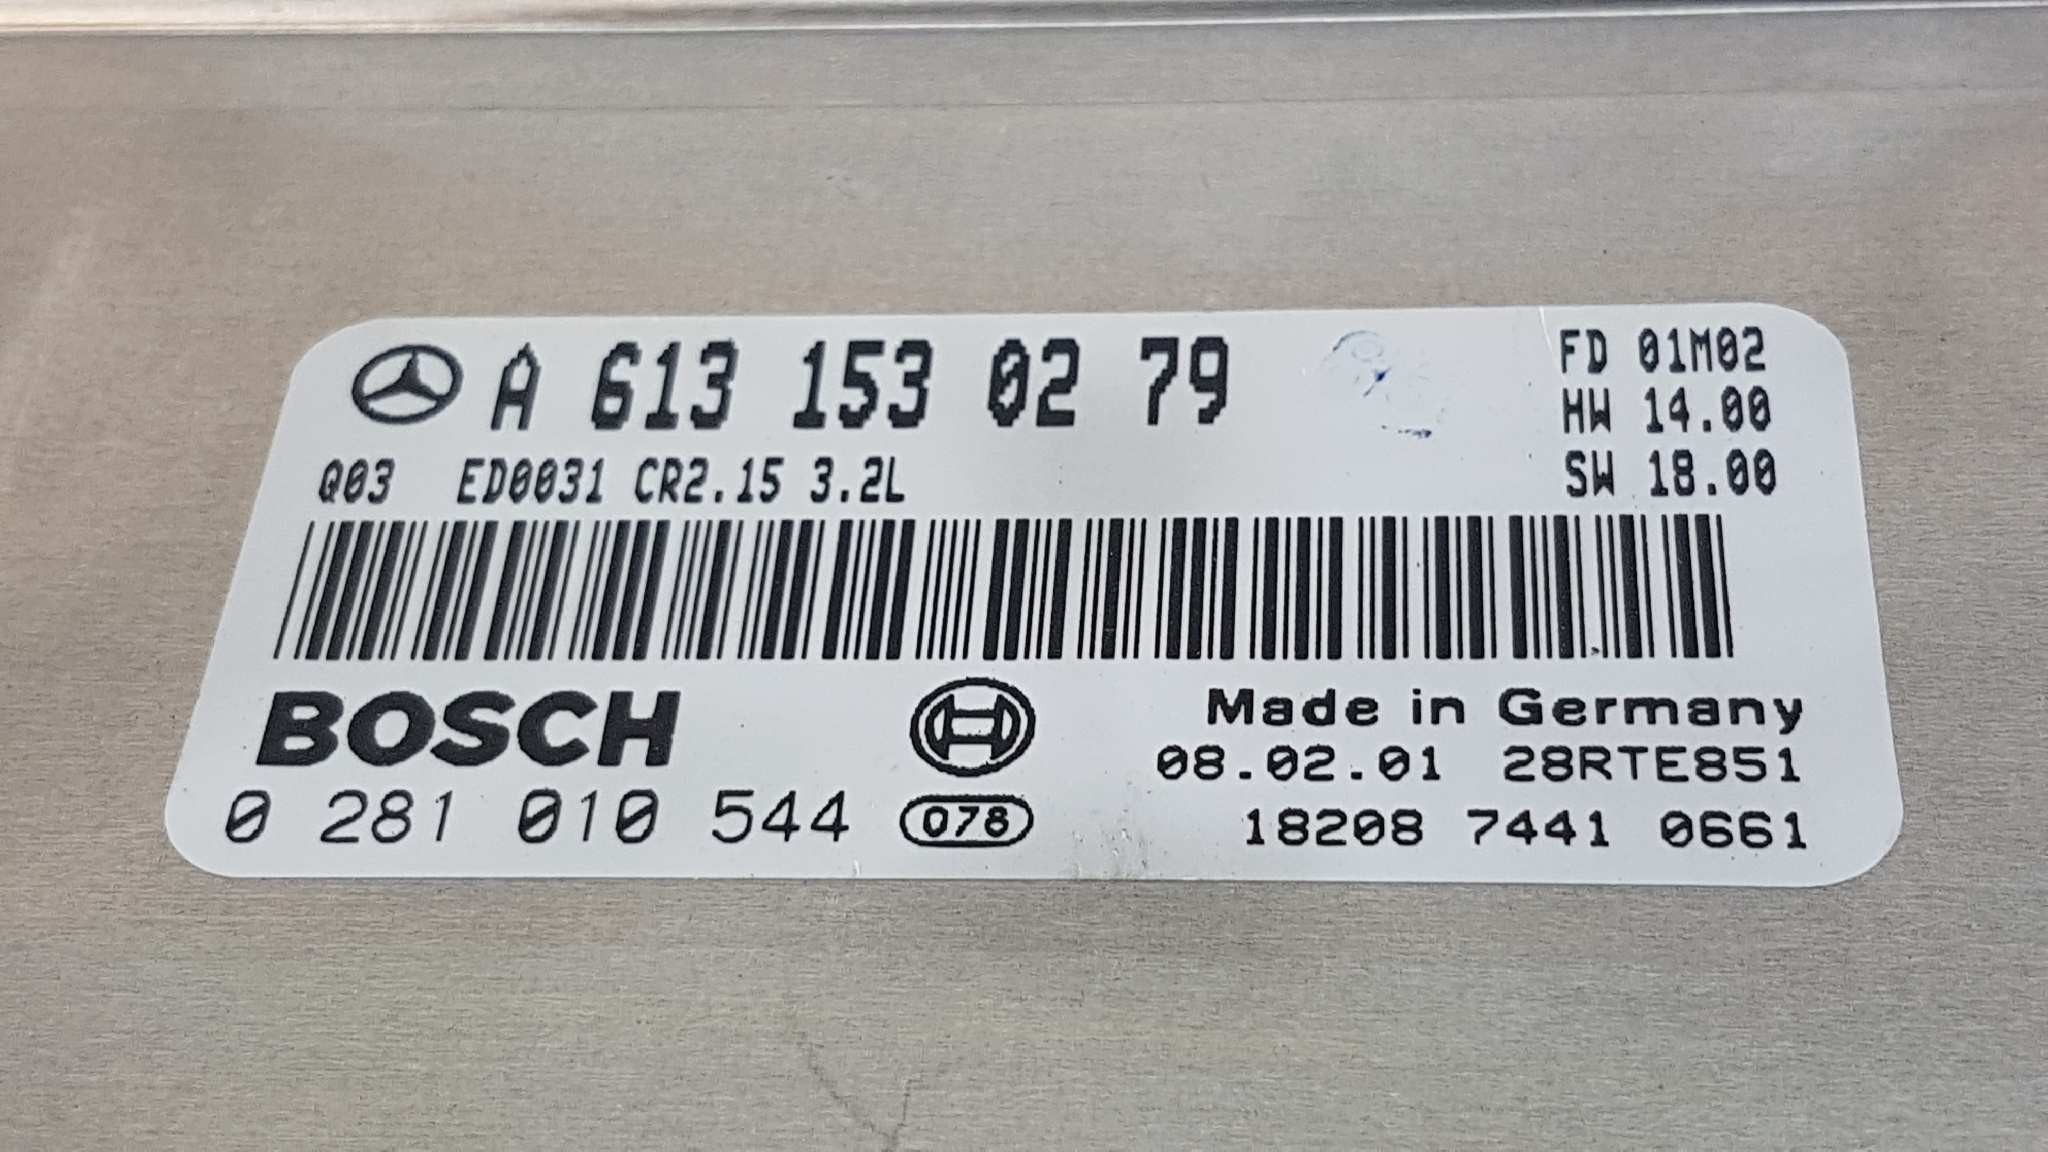 A 613 153 02 79
FD 01M02
HW 14.00
SW 18.00
Q03 ED0031 CR2.15 3.2L
BOSCH
Made in Germany
08.02.01 28RTE851
0 281 010 544 078
18208 7441 0661